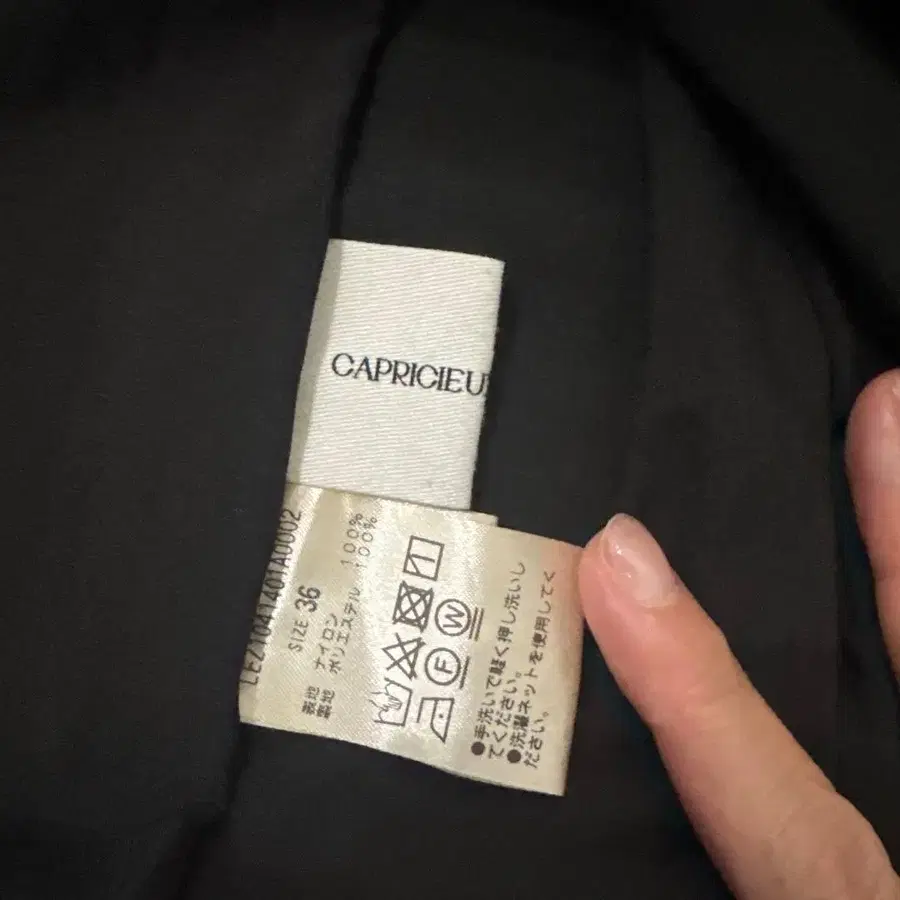 CAPRICIEU
LE21041401A0002
SIZE 36
表地 ナイロン 100%
裏地 ポリエステル 100%
F
W
●手洗いで軽く押し洗いし
てください。
●洗濯ネットを使用してく
ださい。